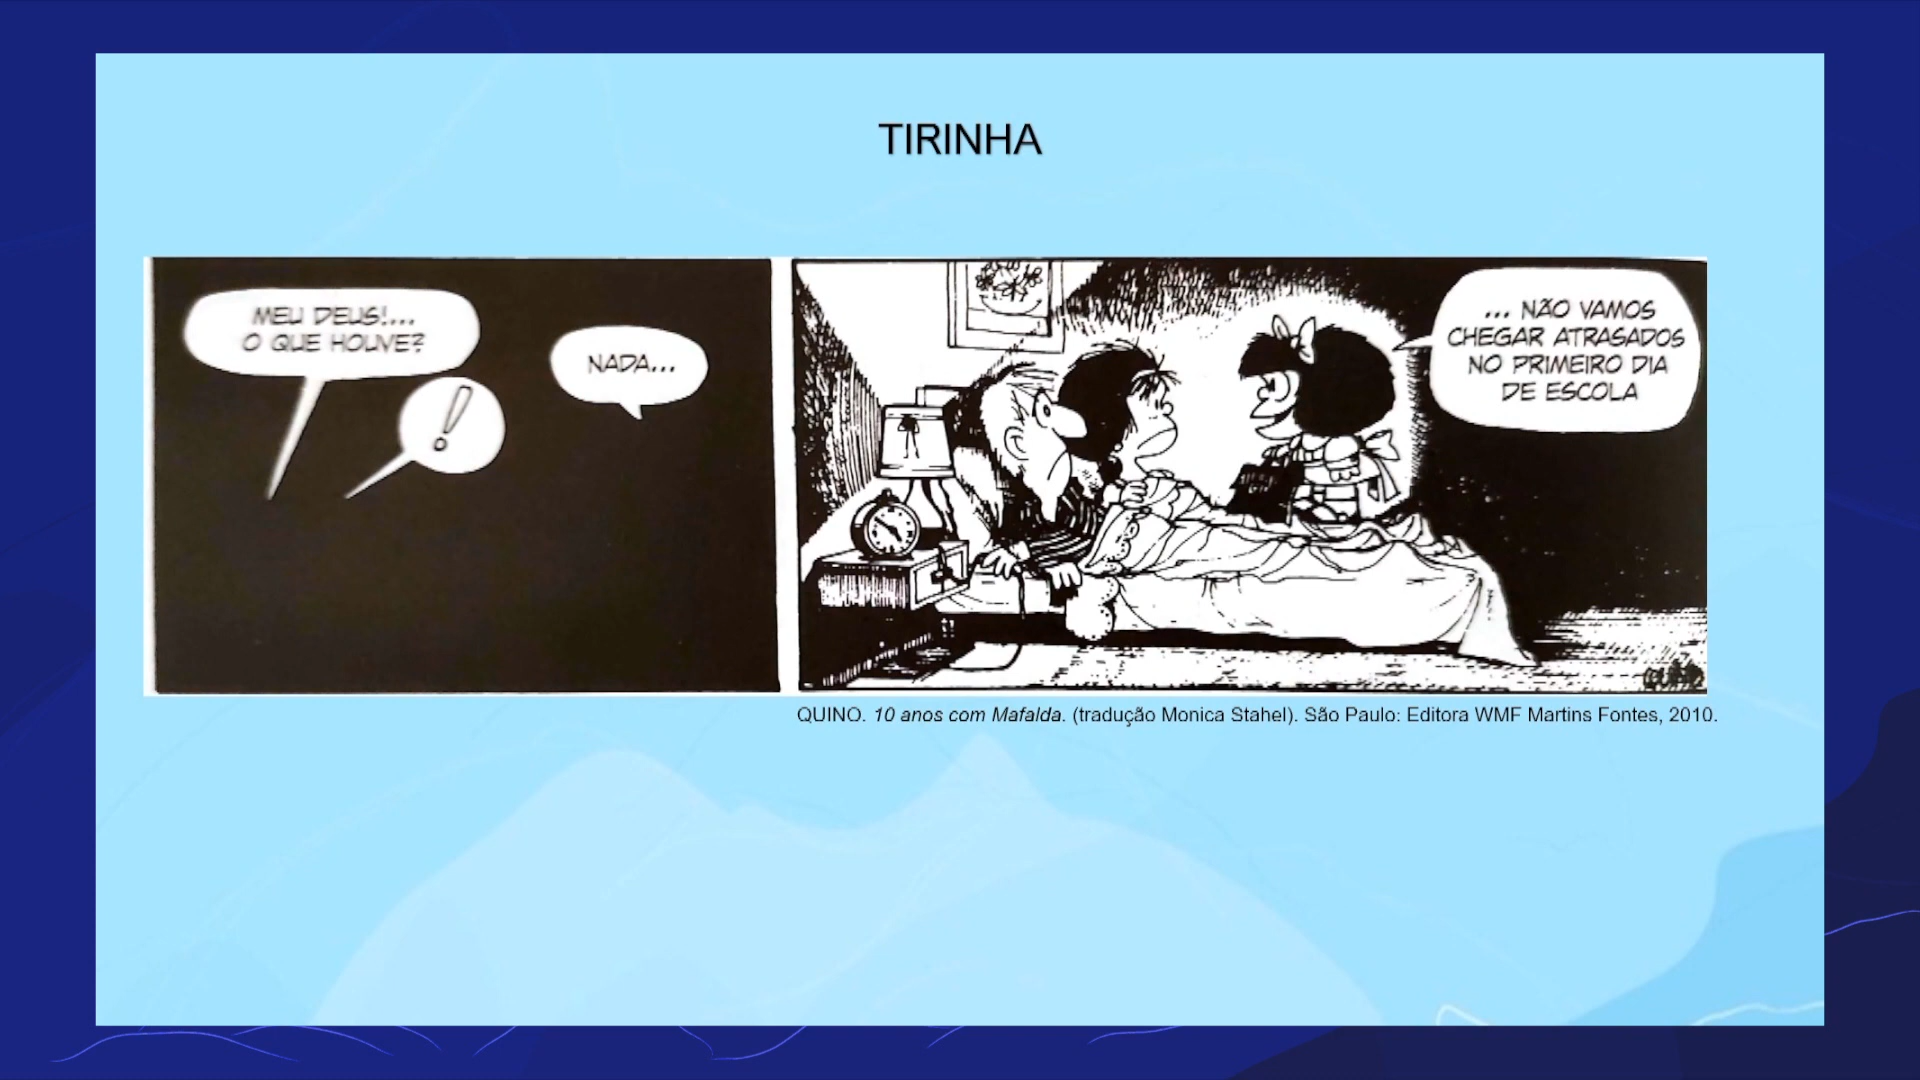 TIRINHA
MEU DEUS!...
O QUE HOUVE?
!
NADA...
... NÃO VAMOS
CHEGAR ATRASADOS
NO PRIMEIRO DIA
DE ESCOLA
QUINO
QUINO. 10 anos com Mafalda. (tradução Monica Stahel). São Paulo: Editora WMF Martins Fontes, 2010.